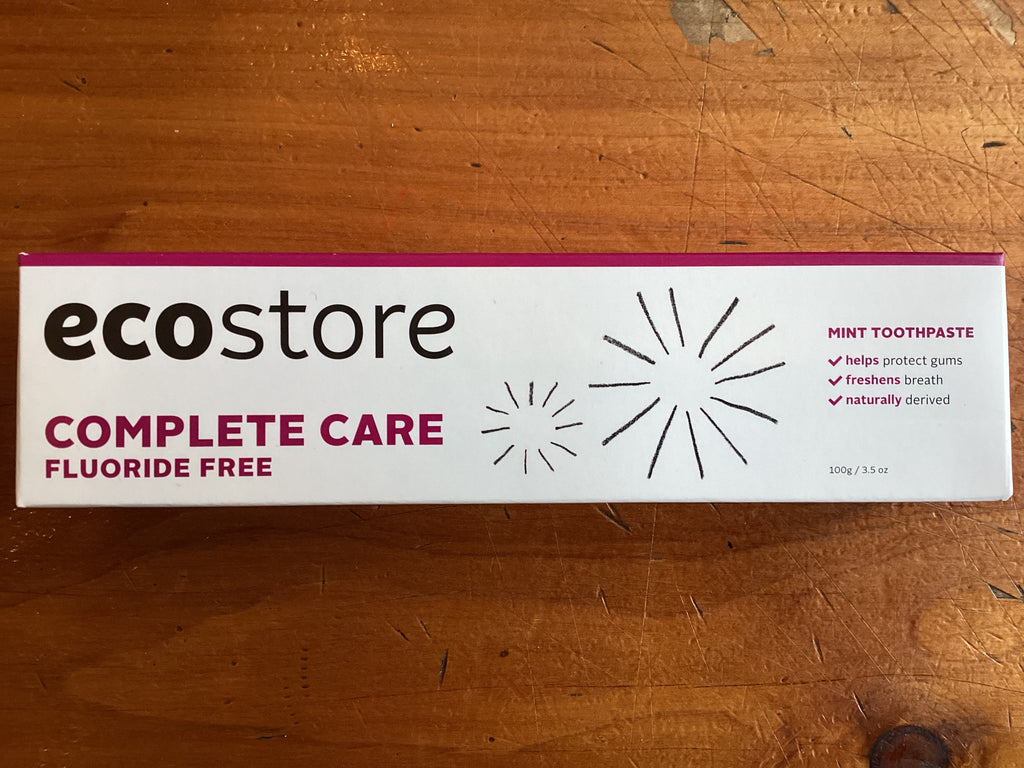 ecostore
COMPLETE CARE
FLUORIDE FREE
MINT TOOTHPASTE
helps protect gums
freshens breath
naturally derived
100g / 3.5 oz